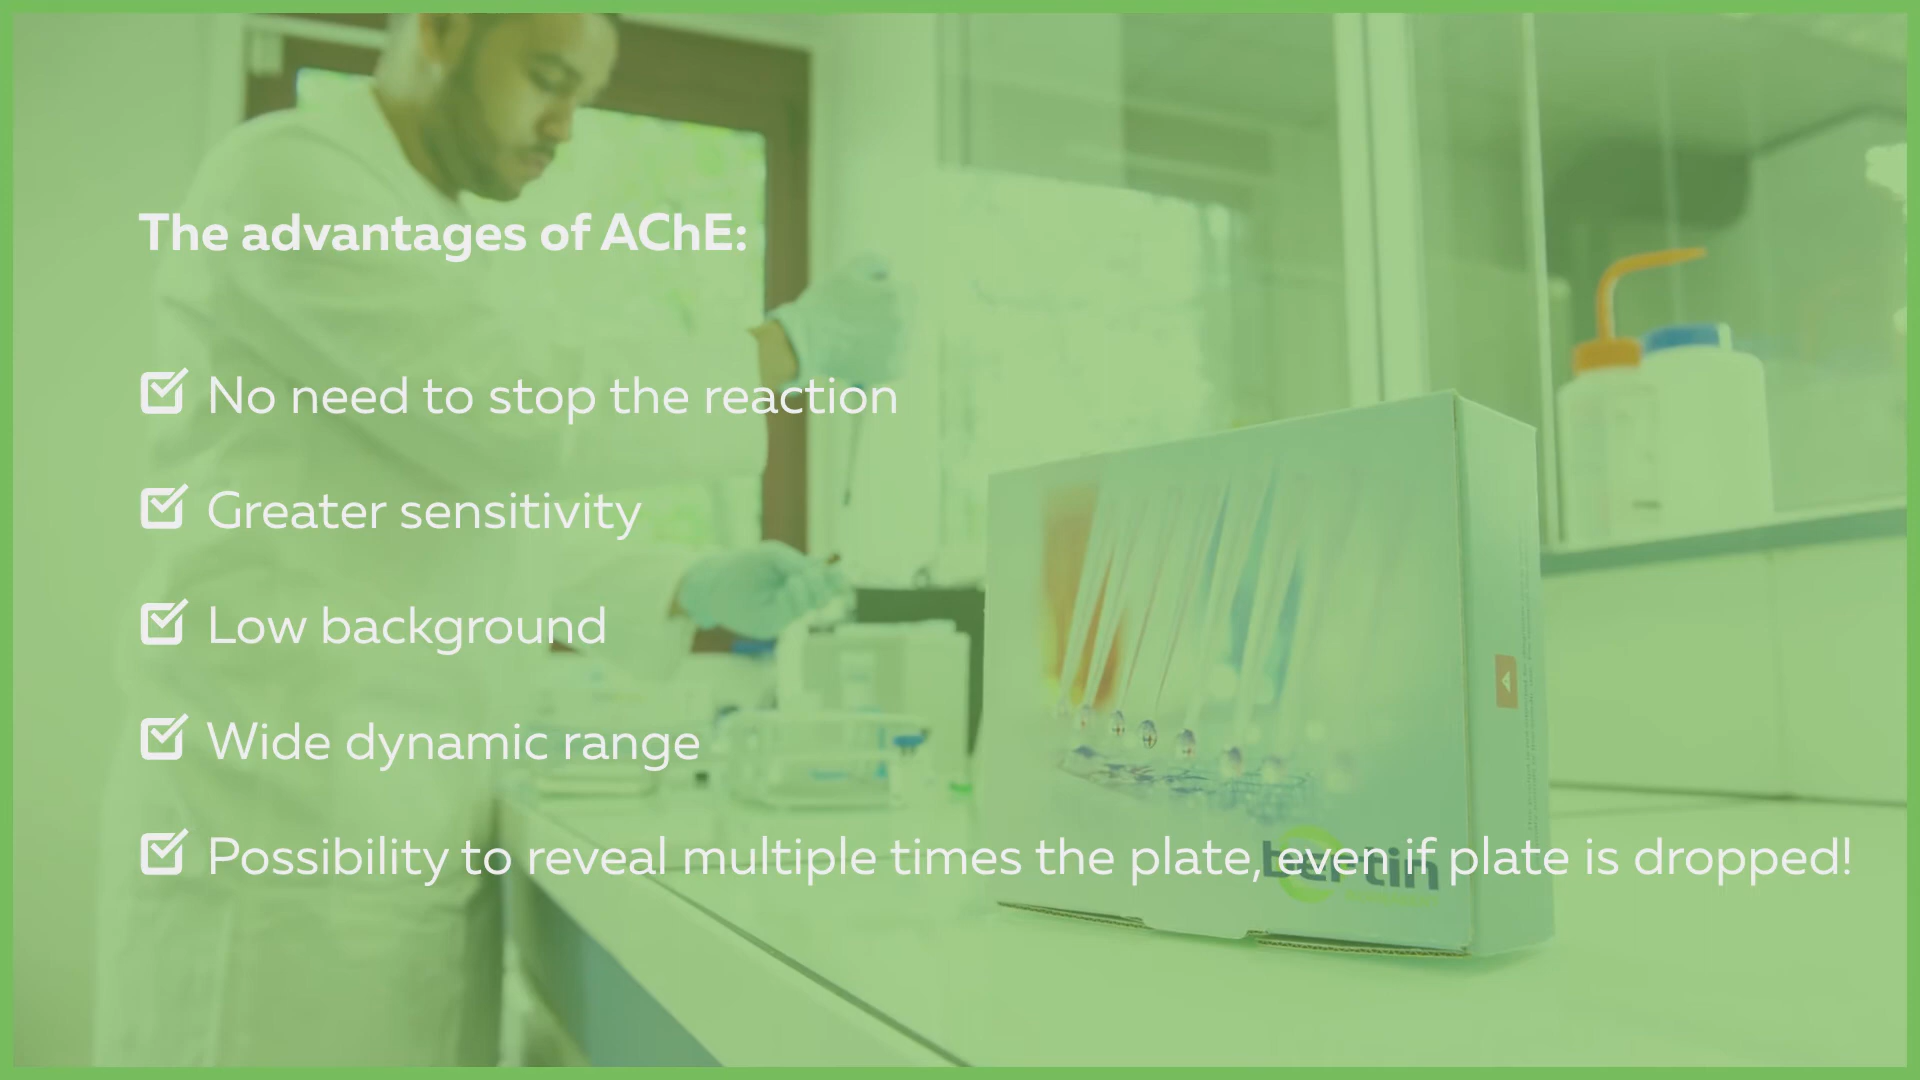 The advantages of AChE:
No need to stop the reaction
Greater sensitivity
Low background
Wide dynamic range
Possibility to reveal multiple times the plate, even if plate is dropped!
bertin